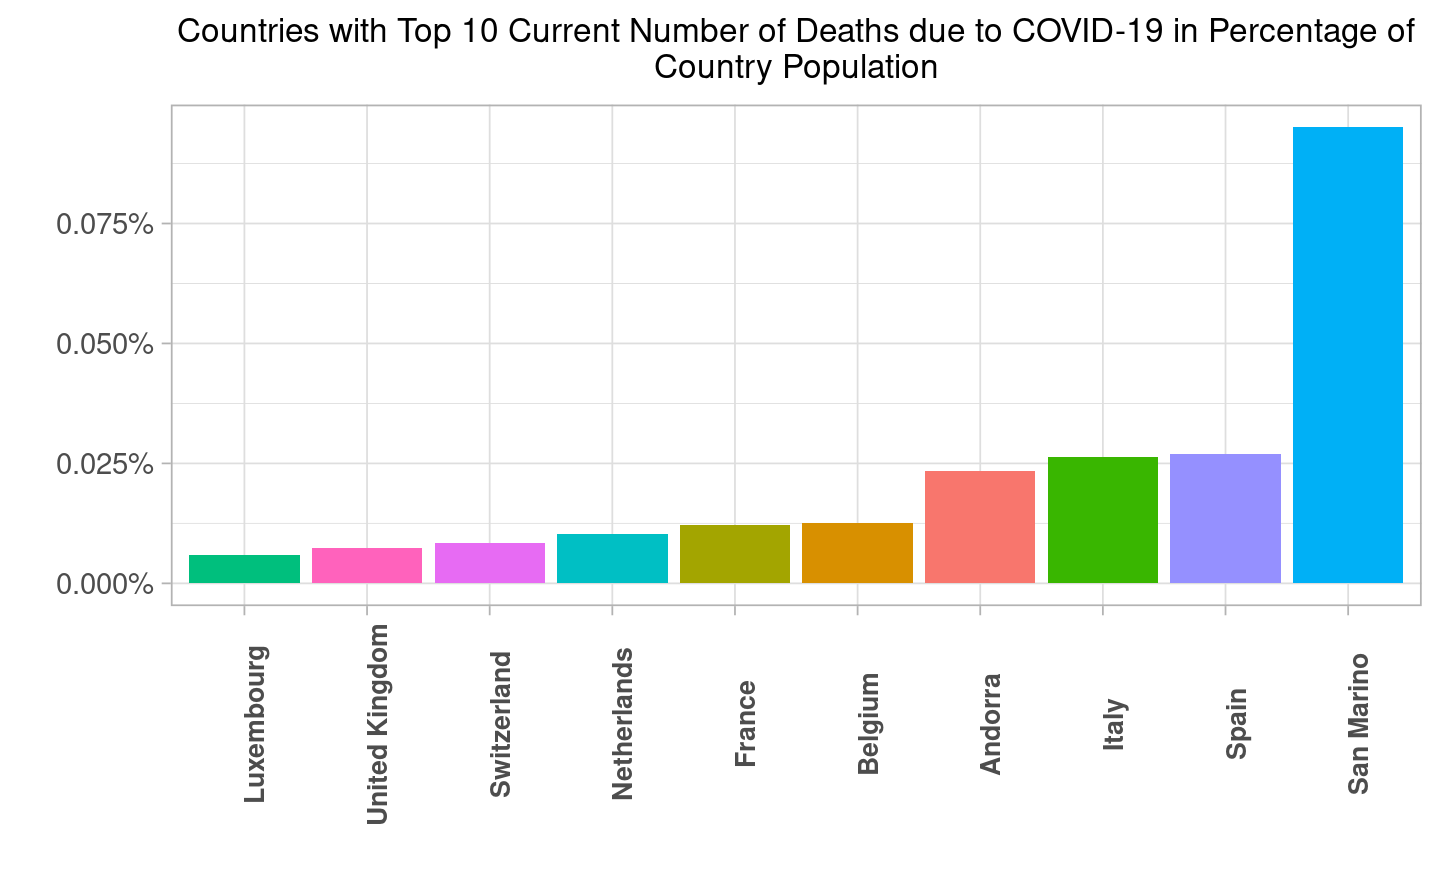 Countries with Top 10 Current Number of Deaths due to COVID-19 in Percentage of
Country Population
0.075%
0.050%
0.025%
0.000%
Luxembourg
United Kingdom
Switzerland
Netherlands
France
Belgium
Andorra
Italy
Spain
San Marino